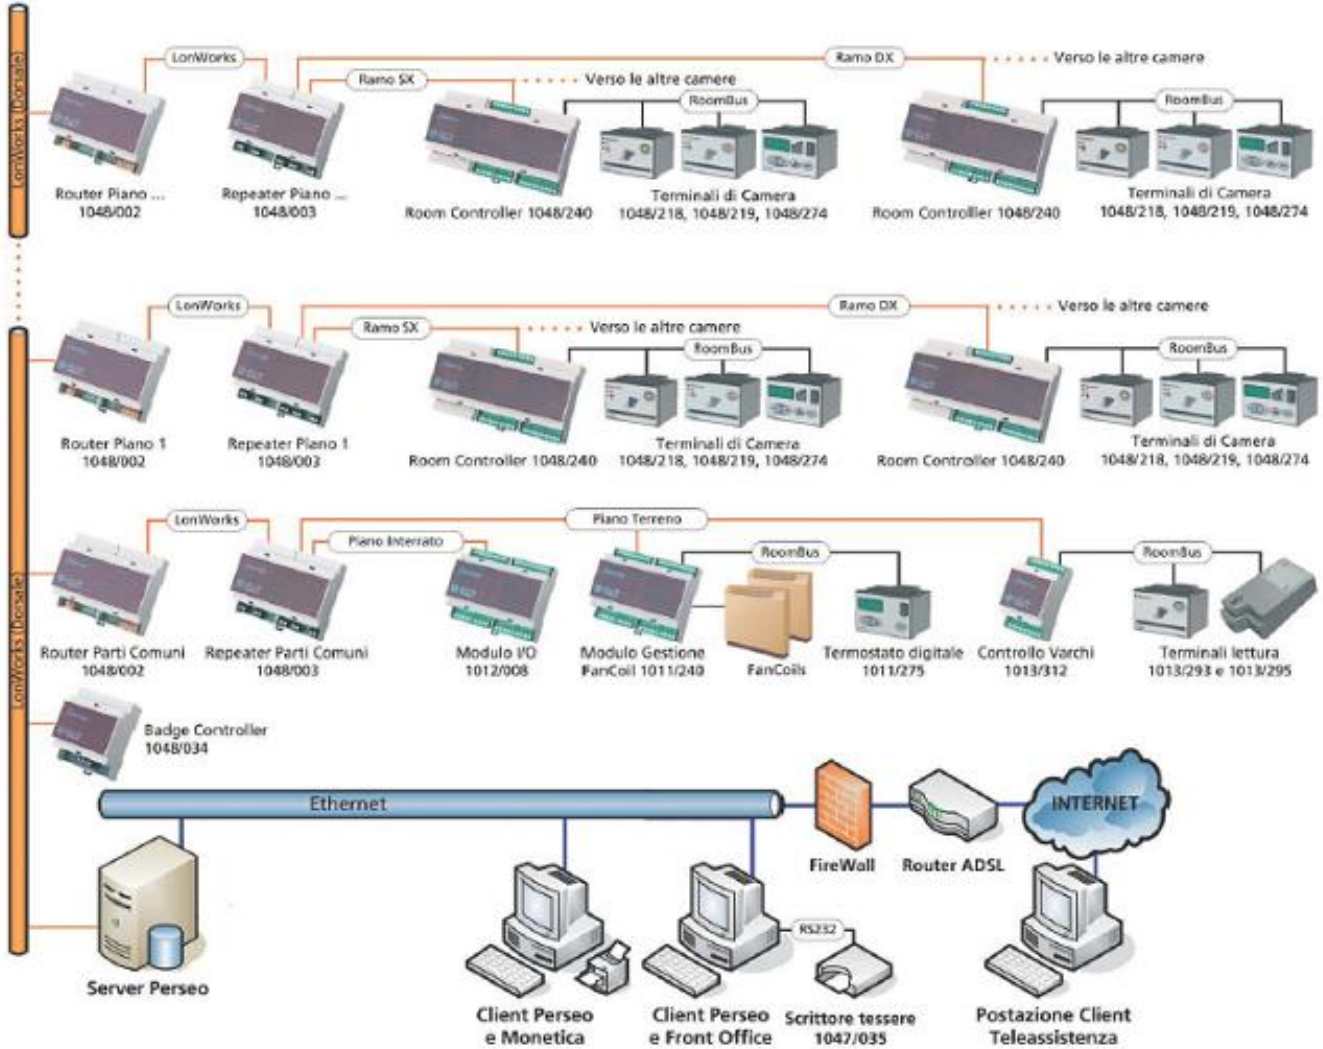 LonWorks (Dorsale)
LonWorks
Ramo SX
Verso le altre camere
Ramo DX
Verso le altre camere
RoomBus
RoomBus
Router Piano ...
1048/002
Repeater Piano ...
1048/003
Room Controller 1048/240
Terminali di Camera
1048/218, 1048/219, 1048/274
Room Controlller 1048/240
Terminali di Camera
1048/218, 1048/219, 1048/274
LonWorks
Ramo SX
Verso le altre camere
Ramo DX
Verso le altre camere
RoomBus
RoomBus
Router Piano 1
1048/002
Repeater Piano 1
1048/003
Room Controller 1048/240
Terminali di Camera
1048/218, 1048/219, 1048/274
Room Controller 1048/240
Terminali di Camera
1048/218, 1048/219, 1048/274
LonWorks (Dorsale)
LonWorks
Piano Interrato
Piano Terreno
RoomBus
RoomBus
Router Parti Comuni
1048/002
Repeater Parti Comuni
1048/003
Modulo I/O
1012/008
Modulo Gestione
FanCoil 1011/240
FanCoils
Termostato digitale
1011/275
Controllo Varchi
1013/312
Terminali lettura
1013/293 e 1013/295
Badge Controller
1048/034
Ethernet
FireWall
Router ADSL
INTERNET
Server Perseo
Client Perseo
e Monetica
Client Perseo
e Front Office
RS232
Scrittore tessere
1047/035
Postazione Client
Teleassistenza